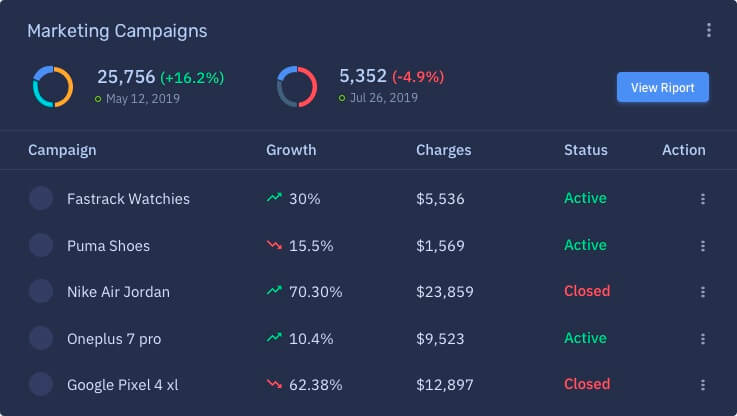 Marketing Campaigns
25,756 (+16.2%)
May 12, 2019
5,352 (-4.9%)
Jul 26, 2019
View Riport
Campaign Growth Charges Status Action
Fastrack Watchies 30% $5,536 Active
Puma Shoes 15.5% $1,569 Active
Nike Air Jordan 70.30% $23,859 Closed
Oneplus 7 pro 10.4% $9,523 Active
Google Pixel 4 xl 62.38% $12,897 Closed